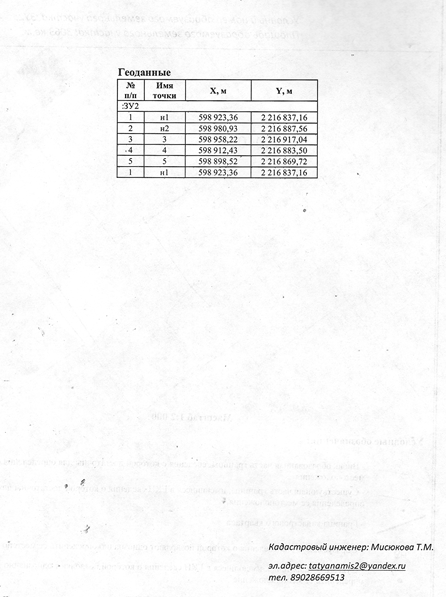 Геоданные
№ п/п Имя точки X, м Y, м
:ЗУ2
1 н1 598 923,36 2 216 837,16
2 н2 598 980,93 2 216 887,56
3 3 598 958,22 2 216 917,04
4 4 598 912,43 2 216 883,50
5 5 598 898,52 2 216 869,72
1 н1 598 923,36 2 216 837,16
Кадастровый инженер: Мисюкова Т.М.
эл.адрес: tatyanamis2@yandex.ru
тел. 89028669513